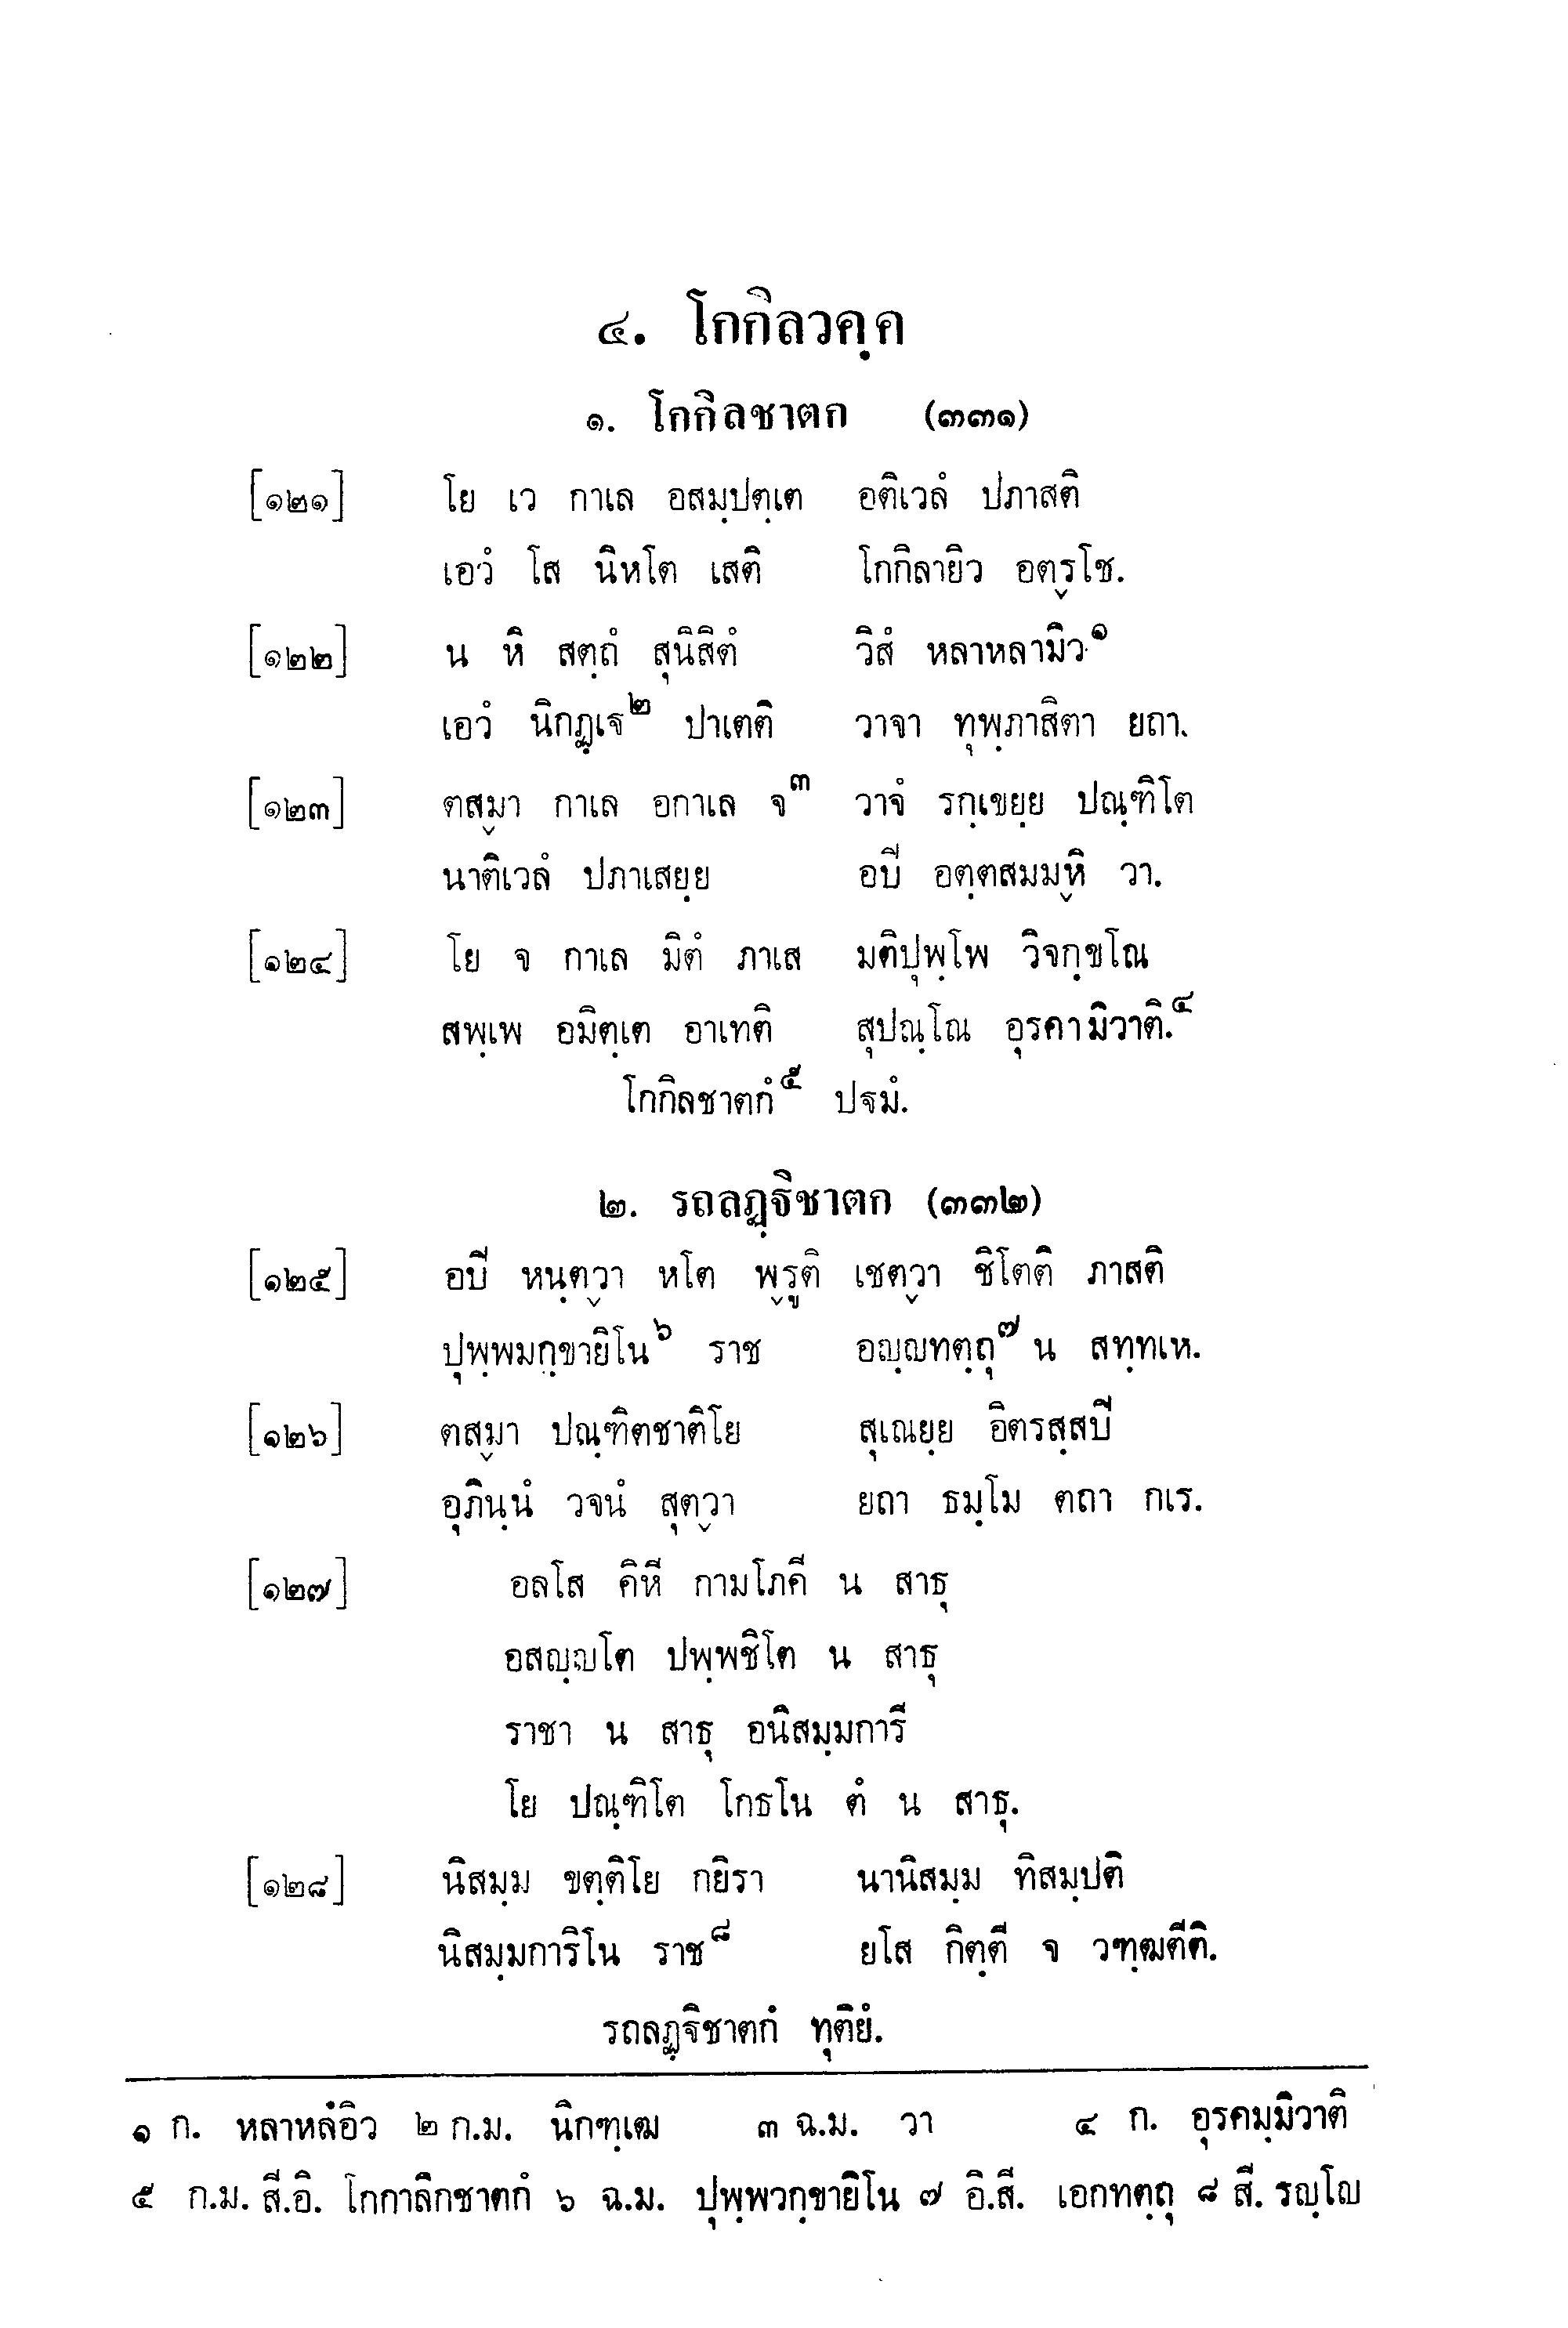 ๔. โกกิลวคฺค
๑. โกกิลชาตก (๓๓๑)
[๑๒๑] โย เว กาเล อสมฺปตฺเต อติเวลํ ปภาสติ
เอวํ โส นิหโต เสติ โกกิลายิว อตฺรฺโช.
[๑๒๒] น หิ สตฺถํ สุนิสิตํ วิสํ หลาหลามิว๑
เอวํ นิกฏฺเฐ๒ ปาเตติ วาจา ทุพฺภาสิตา ยถา.
[๑๒๓] ตสฺมา กาเล อกาเล จ๓ วาจํ รกฺเขยฺย ปณฺฑิโต
นาติเวลํ ปภาเสยฺย อปิ อตฺตสมมฺหิ วา.
[๑๒๔] โย จ กาเล มิตํ ภาเส มติปุพฺโพ วิจกฺขโณ
สพฺเพ อมิตฺเต อาเทติ สุปณฺโณ อุรคามิวาติ.๔
โกกิลชาตกํ๕ ปฐมํ.
๒. รถลฏฺฐิชาตก (๓๓๒)
[๑๒๕] อปิ หนฺตฺวา หโต พฺรูติ เชตฺวา ชิโตติ ภาสติ
ปุพฺพมกฺขายิโน๖ ราช อญฺญทตฺถุ๗ น สทฺทเห.
[๑๒๖] ตสฺมา ปณฺฑิตชาติโย สุเณยฺย อิตรสฺสปิ
อุภินฺนํ วจนํ สุตฺวา ยถา ธมฺโม ตถา กเร.
[๑๒๗] อลโส คิหี กามโภคี น สาธุ
อสญฺญโต ปพฺพชิโต น สาธุ
ราชา น สาธุ อนิสมฺมการี
โย ปณฺฑิโต โกธโน ตํ น สาธุ.
[๑๒๘] นิสมฺม ขตฺติโย กยิรา นานิสมฺม ทิสมฺปติ
นิสมฺมการิโน ราช๘ ยโส กิตฺตี จ วฑฺฒตีติ.
รถลฏฺฐิชาตกํ ทุติยํ.
๑ ก. หลาหลํอิว ๒ ก.ม. นิกฑฺเฒ ๓ ฉ.ม. วา ๔ ก. อุรคมฺมิวาติ
๕ ก.ม. สี.อิ. โกกาลิกชาตกํ ๖ ฉ.ม. ปุพฺพวกฺขายิโน ๗ อิ.สี. เอกทตฺถุ ๘ สี. รญฺโญ